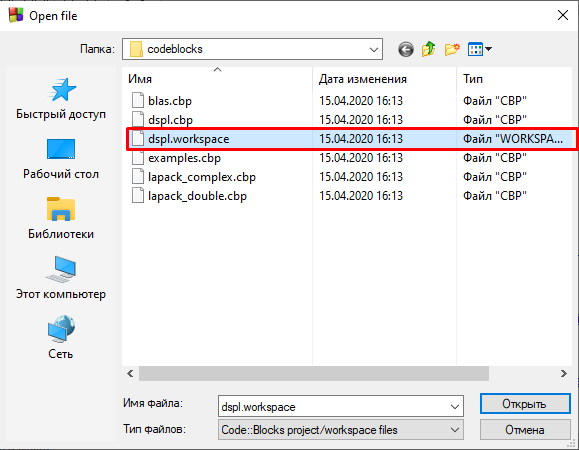 Open file
Папка: codeblocks
Имя Дата изменения Тип
blas.cbp 15.04.2020 16:13 Файл "CBP"
dspl.cbp 15.04.2020 16:13 Файл "CBP"
dspl.workspace 15.04.2020 16:13 Файл "WORKSPA...
examples.cbp 15.04.2020 16:13 Файл "CBP"
lapack_complex.cbp 15.04.2020 16:13 Файл "CBP"
lapack_double.cbp 15.04.2020 16:13 Файл "CBP"
Быстрый доступ
Рабочий стол
Библиотеки
Этот компьютер
Сеть
Имя файла: dspl.workspace Открыть
Тип файлов: Code::Blocks project/workspace files Отмена